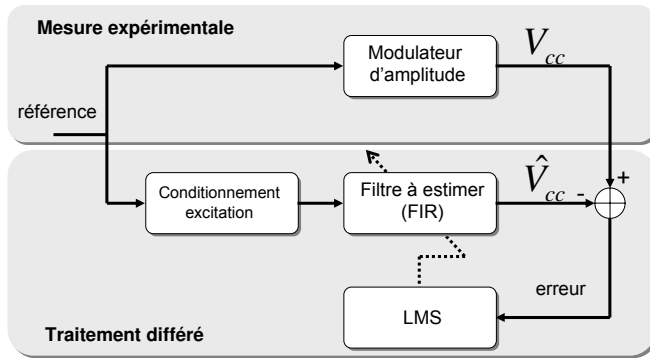 Mesure expérimentale
Modulateur
d'amplitude
V_cc
référence
+
Conditionnement
excitation
Filtre à estimer
(FIR)
V̂_cc
-
erreur
LMS
Traitement différé